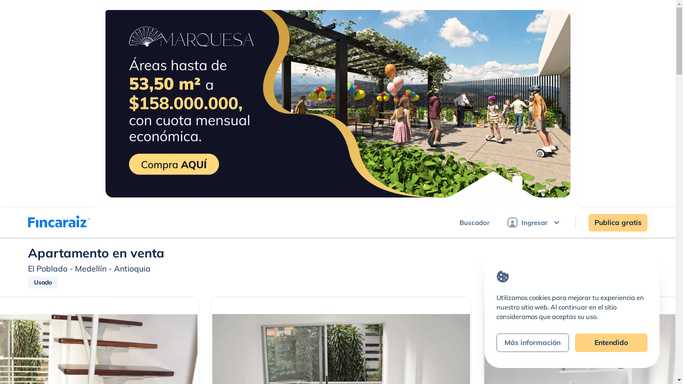 MARQUESA
Áreas hasta de
53,50 m² a
$158.000.000,
con cuota mensual
económica.
Compra AQUÍ
Fincaraiz
Buscador
Ingresar
Publica gratis
Apartamento en venta
El Poblado - Medellín - Antioquia
Usado
Utilizamos cookies para mejorar tu experiencia en
nuestro sitio web. Al continuar en el sitio
consideramos que aceptas su uso.
Más información
Entendido